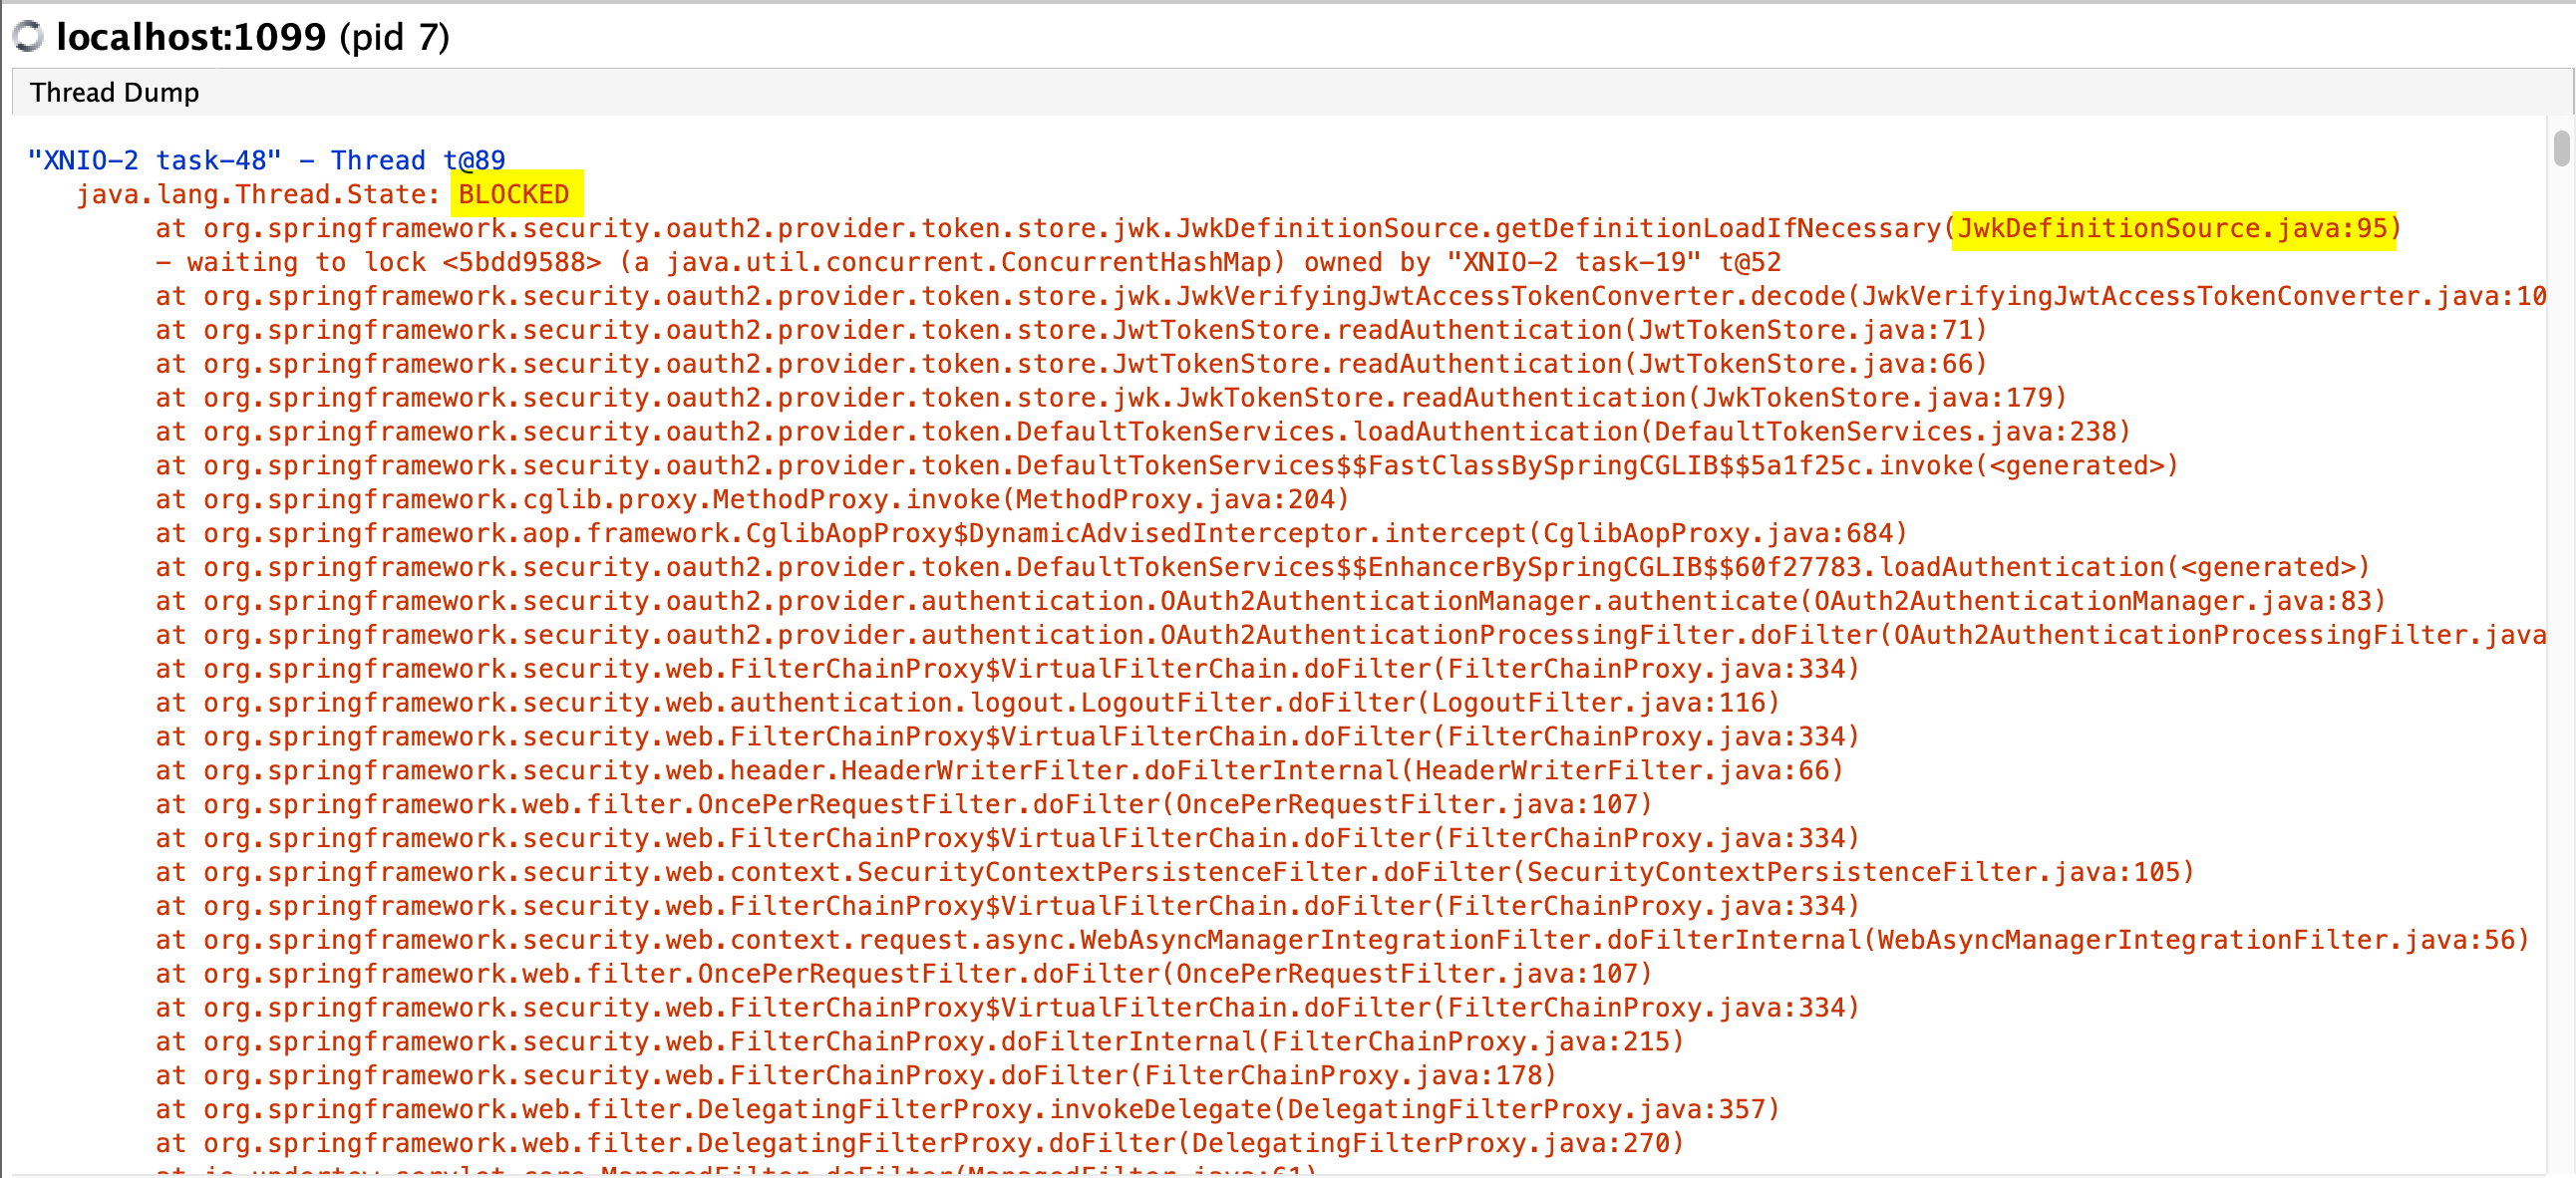 localhost:1099 (pid 7)
Thread Dump
"XNIO-2 task-48" - Thread t@89
java.lang.Thread.State: BLOCKED
at org.springframework.security.oauth2.provider.token.store.jwk.JwkDefinitionSource.getDefinitionLoadIfNecessary(JwkDefinitionSource.java:95)
- waiting to lock <5bdd9588> (a java.util.concurrent.ConcurrentHashMap) owned by "XNIO-2 task-19" t@52
at org.springframework.security.oauth2.provider.token.store.jwk.JwkVerifyingJwtAccessTokenConverter.decode(JwkVerifyingJwtAccessTokenConverter.java:10
at org.springframework.security.oauth2.provider.token.store.JwtTokenStore.readAuthentication(JwtTokenStore.java:71)
at org.springframework.security.oauth2.provider.token.store.JwtTokenStore.readAuthentication(JwtTokenStore.java:66)
at org.springframework.security.oauth2.provider.token.store.jwk.JwkTokenStore.readAuthentication(JwkTokenStore.java:179)
at org.springframework.security.oauth2.provider.token.DefaultTokenServices.loadAuthentication(DefaultTokenServices.java:238)
at org.springframework.security.oauth2.provider.token.DefaultTokenServices$$FastClassBySpringCGLIB$$5a1f25c.invoke(<generated>)
at org.springframework.cglib.proxy.MethodProxy.invoke(MethodProxy.java:204)
at org.springframework.aop.framework.CglibAopProxy$DynamicAdvisedInterceptor.intercept(CglibAopProxy.java:684)
at org.springframework.security.oauth2.provider.token.DefaultTokenServices$$EnhancerBySpringCGLIB$$60f27783.loadAuthentication(<generated>)
at org.springframework.security.oauth2.provider.authentication.OAuth2AuthenticationManager.authenticate(OAuth2AuthenticationManager.java:83)
at org.springframework.security.oauth2.provider.authentication.OAuth2AuthenticationProcessingFilter.doFilter(OAuth2AuthenticationProcessingFilter.java
at org.springframework.security.web.FilterChainProxy$VirtualFilterChain.doFilter(FilterChainProxy.java:334)
at org.springframework.security.web.authentication.logout.LogoutFilter.doFilter(LogoutFilter.java:116)
at org.springframework.security.web.FilterChainProxy$VirtualFilterChain.doFilter(FilterChainProxy.java:334)
at org.springframework.security.web.header.HeaderWriterFilter.doFilterInternal(HeaderWriterFilter.java:66)
at org.springframework.web.filter.OncePerRequestFilter.doFilter(OncePerRequestFilter.java:107)
at org.springframework.security.web.FilterChainProxy$VirtualFilterChain.doFilter(FilterChainProxy.java:334)
at org.springframework.security.web.context.SecurityContextPersistenceFilter.doFilter(SecurityContextPersistenceFilter.java:105)
at org.springframework.security.web.FilterChainProxy$VirtualFilterChain.doFilter(FilterChainProxy.java:334)
at org.springframework.security.web.context.request.async.WebAsyncManagerIntegrationFilter.doFilterInternal(WebAsyncManagerIntegrationFilter.java:56)
at org.springframework.web.filter.OncePerRequestFilter.doFilter(OncePerRequestFilter.java:107)
at org.springframework.security.web.FilterChainProxy$VirtualFilterChain.doFilter(FilterChainProxy.java:334)
at org.springframework.security.web.FilterChainProxy.doFilterInternal(FilterChainProxy.java:215)
at org.springframework.security.web.FilterChainProxy.doFilter(FilterChainProxy.java:178)
at org.springframework.web.filter.DelegatingFilterProxy.invokeDelegate(DelegatingFilterProxy.java:357)
at org.springframework.web.filter.DelegatingFilterProxy.doFilter(DelegatingFilterProxy.java:270)
at io.undertow.servlet.core.ManagedFilter.doFilter(ManagedFilter.java:61)